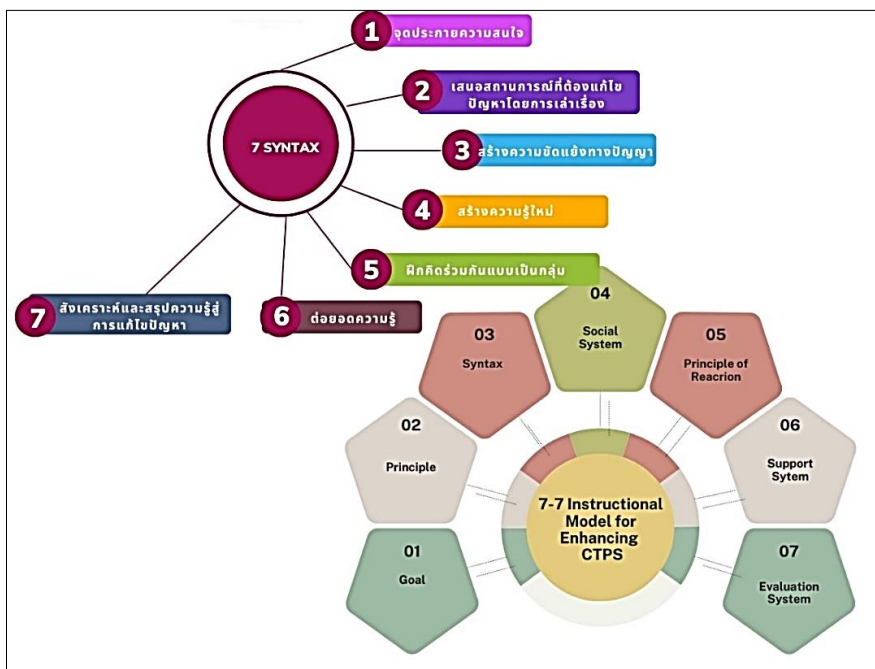 1
จุดประกายความสนใจ
2
เสนอสถานการณ์ที่ต้องแก้ไข
ปัญหาโดยการเล่าเรื่อง
7 SYNTAX
3
สร้างความขัดแย้งทางปัญญา
4
สร้างความรู้ใหม่
5
ฝึกคิดร่วมกันแบบเป็นกลุ่ม
6
ต่อยอดความรู้
7
สังเคราะห์และสรุปความรู้สู่
การแก้ไขปัญหา
01
Goal
02
Principle
03
Syntax
04
Social
System
05
Principle of
Reacrion
06
Support
Sytem
07
Evaluation
System
7-7 Instructional
Model for
Enhancing
CTPS